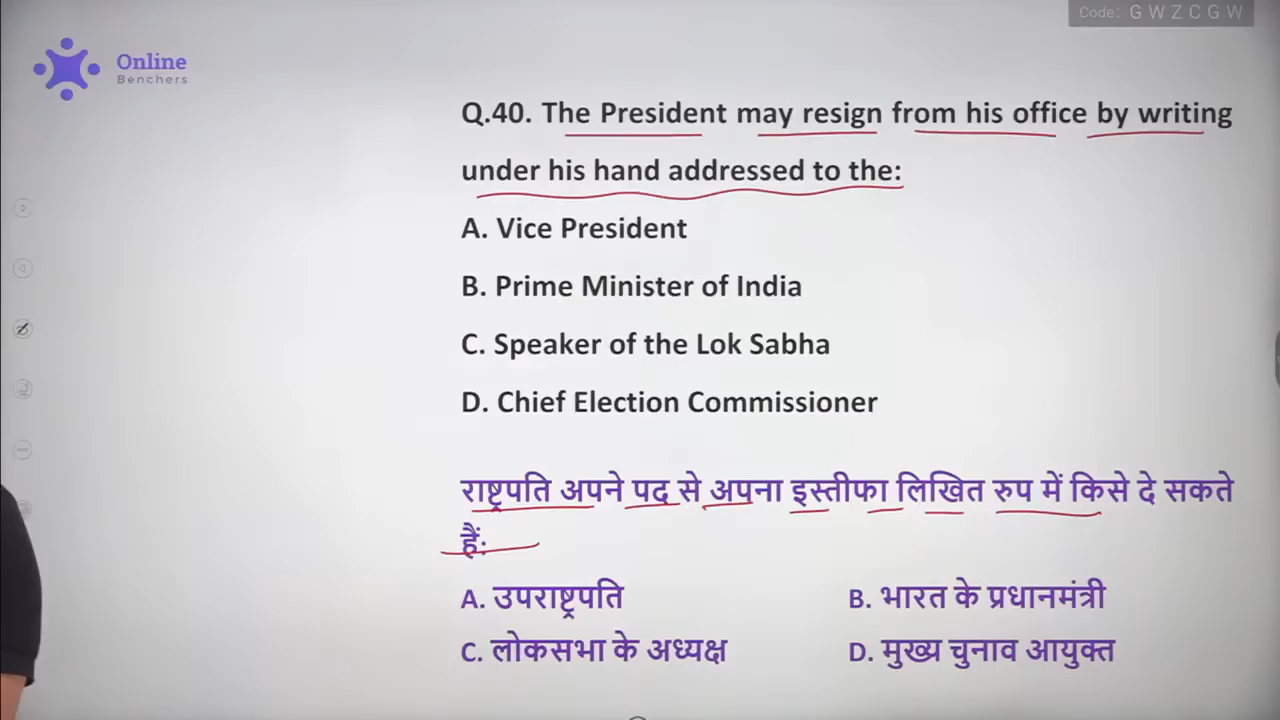 Code: G W Z C G W
Online
Benchers
Q.40. The President may resign from his office by writing
under his hand addressed to the:
A. Vice President
B. Prime Minister of India
C. Speaker of the Lok Sabha
D. Chief Election Commissioner
राष्ट्रपति अपने पद से अपना इस्तीफा लिखित रुप में किसे दे सकते
हैं:
A. उपराष्ट्रपति B. भारत के प्रधानमंत्री
C. लोकसभा के अध्यक्ष D. मुख्य चुनाव आयुक्त